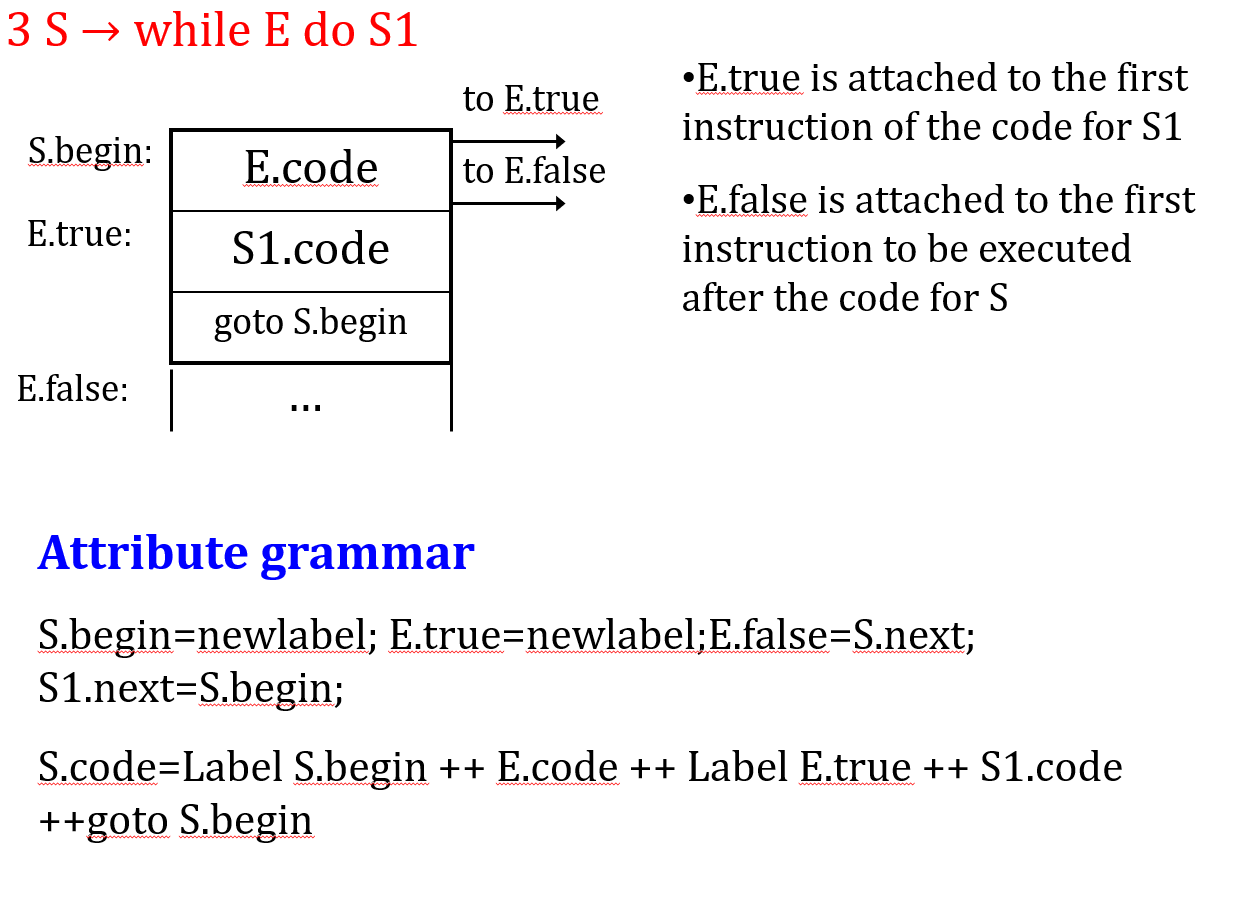 3 S → while E do S1
to E.true
S.begin:
E.code
to E.false
E.true:
S1.code
goto S.begin
E.false:
...
•E.true is attached to the first
instruction of the code for S1
•E.false is attached to the first
instruction to be executed
after the code for S
Attribute grammar
S.begin=newlabel; E.true=newlabel;E.false=S.next;
S1.next=S.begin;
S.code=Label S.begin ++ E.code ++ Label E.true ++ S1.code
++goto S.begin